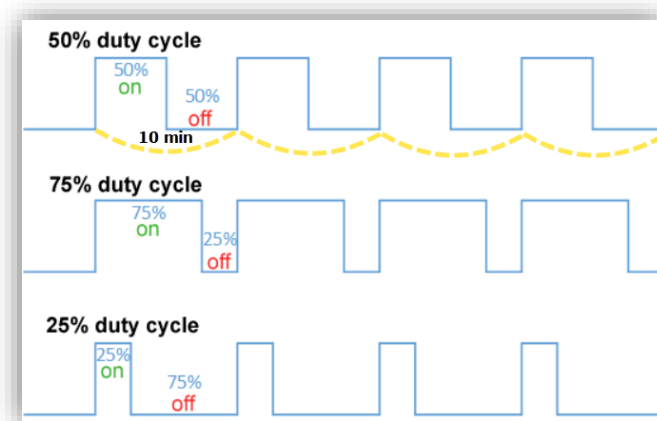 50% duty cycle
50%
on
50%
off
10 min
75% duty cycle
75%
on
25%
off
25% duty cycle
25%
on
75%
off